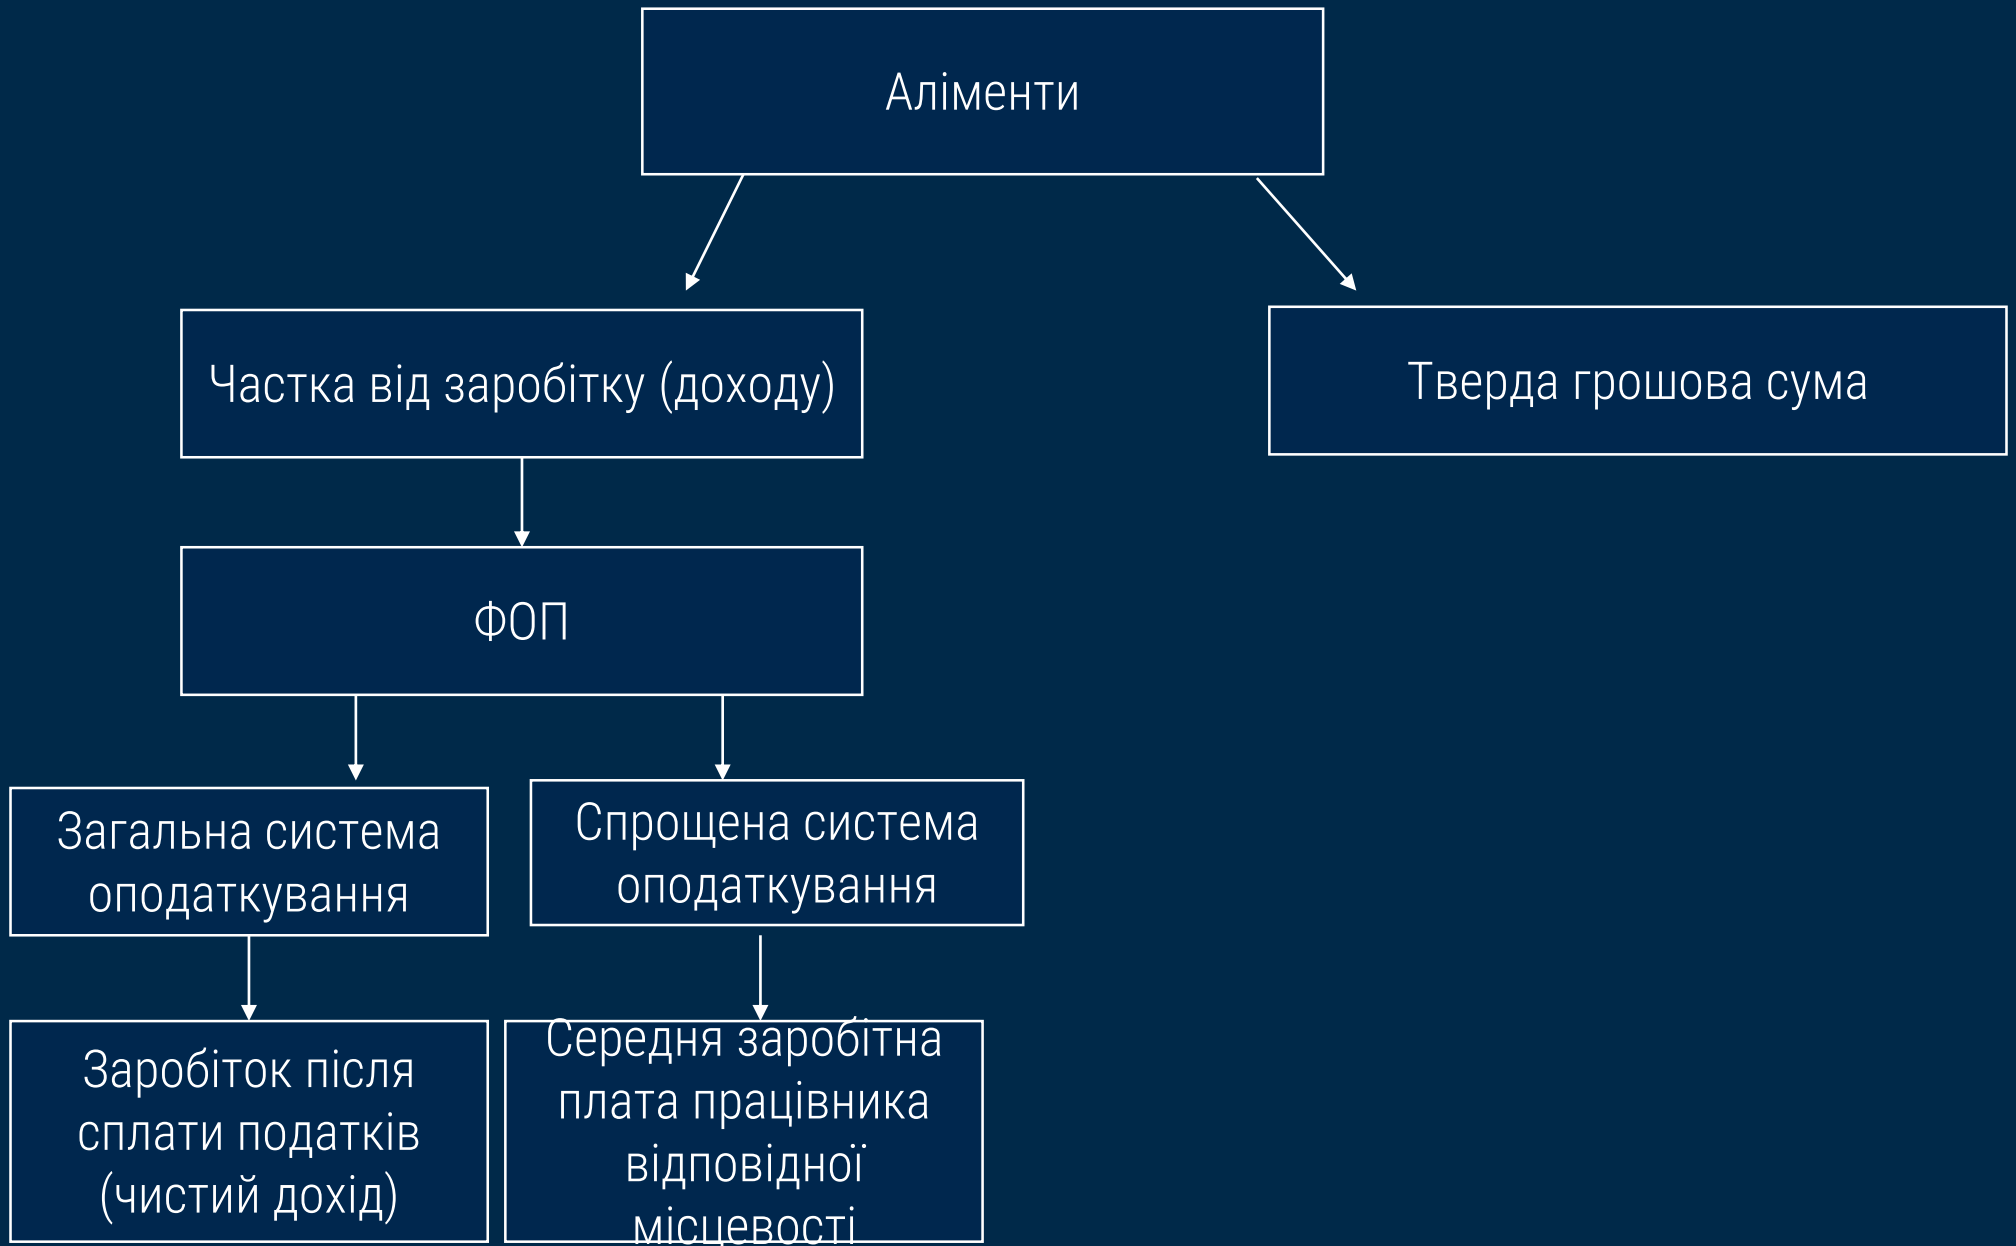 Аліменти
Частка від заробітку (доходу)
Тверда грошова сума
ФОП
Загальна система
оподаткування
Спрощена система
оподаткування
Заробіток після
сплати податків
(чистий дохід)
Середня заробітна
плата працівника
відповідної
місцевості